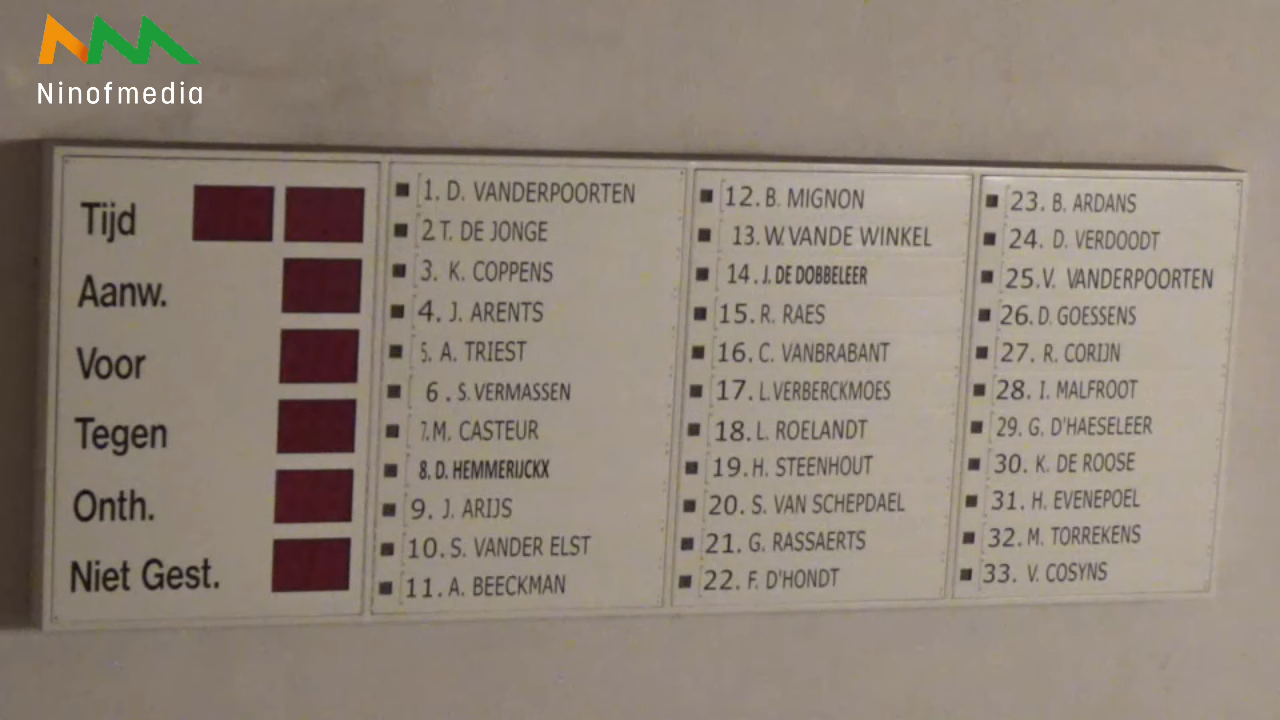 Ninofmedia
Tijd
Aanw.
Voor
Tegen
Onth.
Niet Gest.
1. D. VANDERPOORTEN
2 T. DE JONGE
3. K. COPPENS
4. J. ARENTS
5. A. TRIEST
6. S. VERMASSEN
7. M. CASTEUR
8. D. HEMMERIJCKX
9. J. ARIJS
10. S. VANDER ELST
11. A. BEECKMAN
12. B. MIGNON
13. W. VANDE WINKEL
14. J. DE DOBBELEER
15. R. RAES
16. C. VANBRABANT
17. L. VERBERCKMOES
18. L. ROELANDT
19. H. STEENHOUT
20. S. VAN SCHEPDAEL
21. G. RASSAERTS
22. F. D'HONDT
23. B. ARDANS
24. D. VERDOODT
25. V. VANDERPOORTEN
26. D. GOESSENS
27. R. CORIJN
28. I. MALFROOT
29. G. D'HAESELEER
30. K. DE ROOSE
31. H. EVENEPOEL
32. M. TORREKENS
33. V. COSYNS